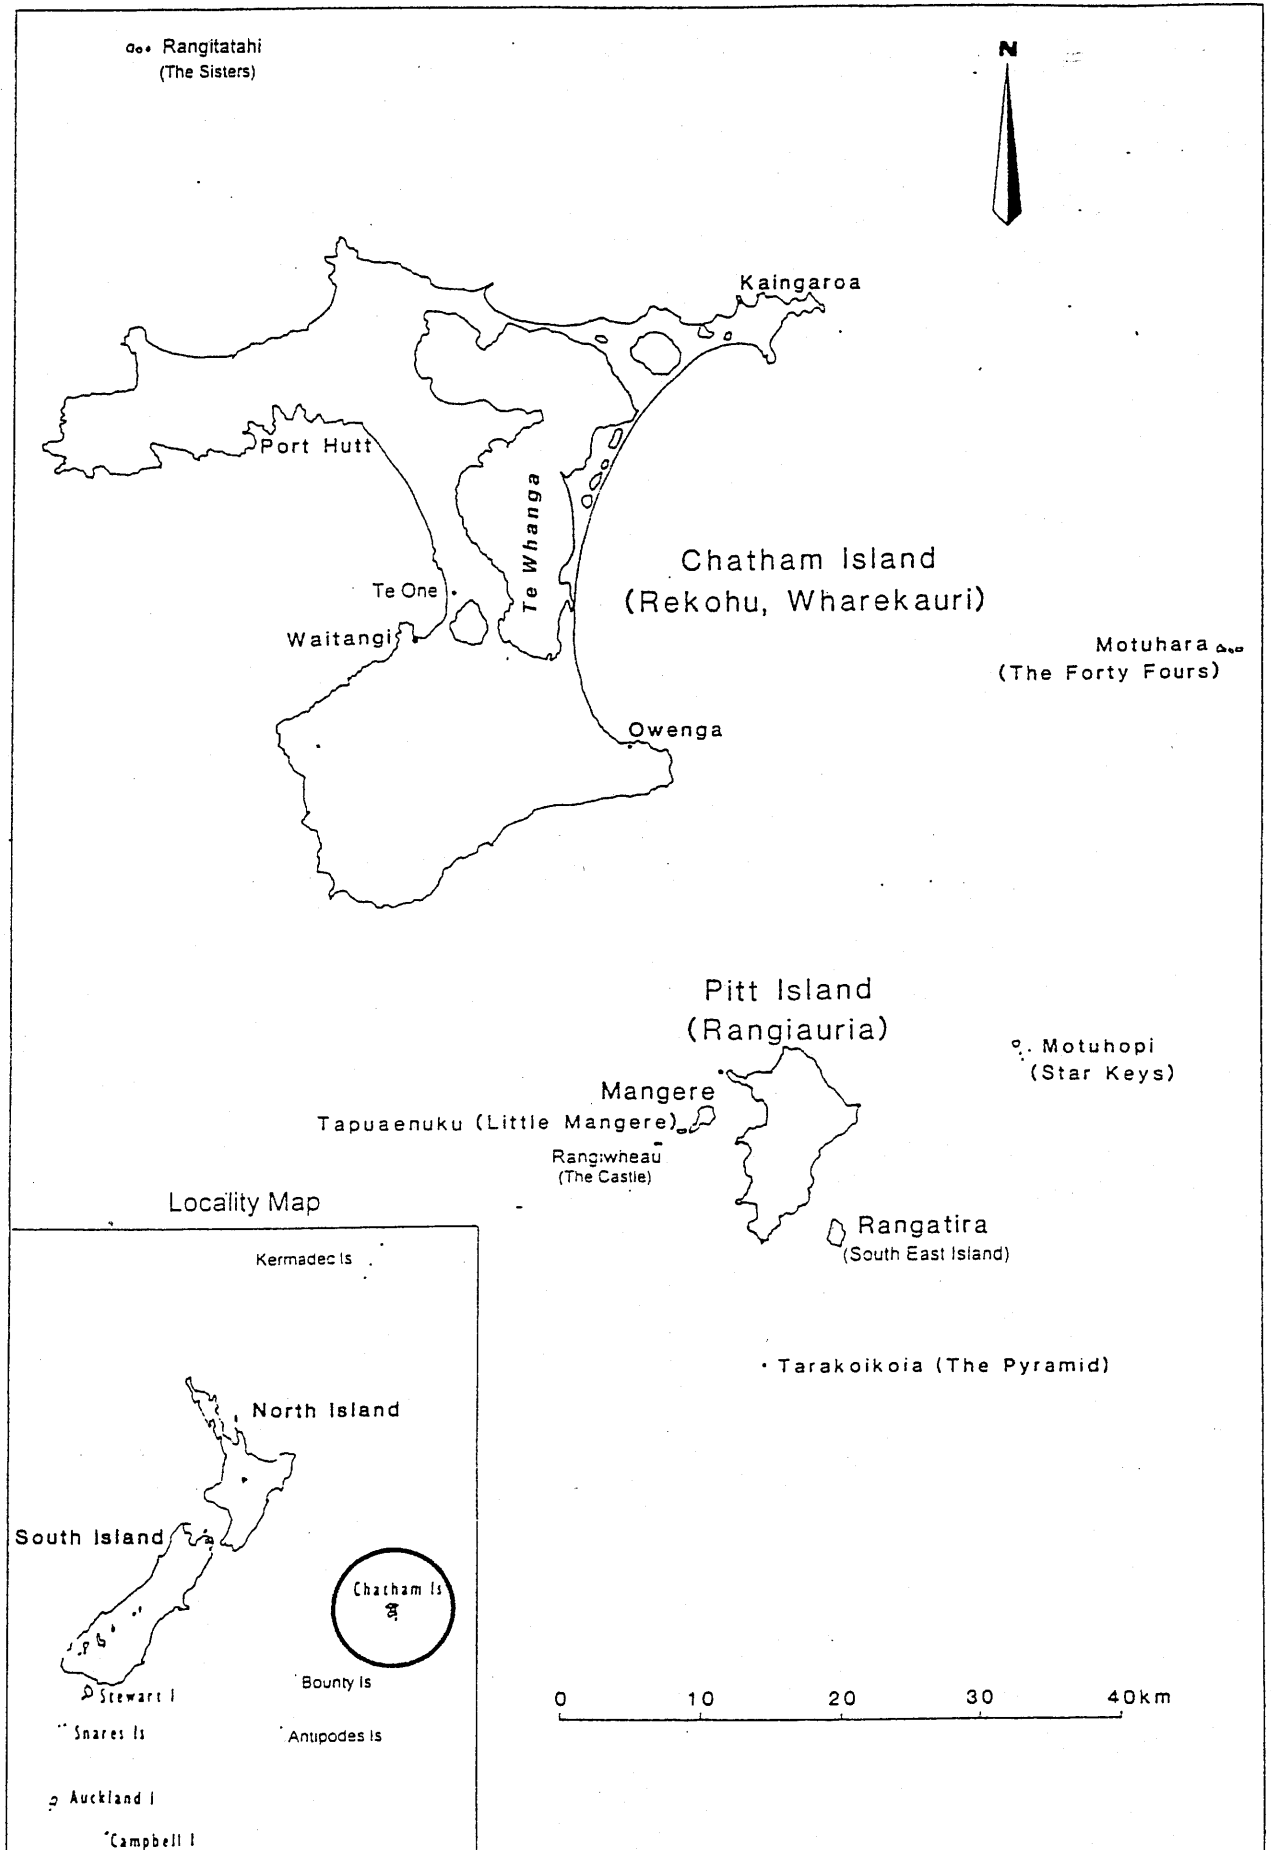 Rangitatahi
(The Sisters)
N
Kaingaroa
Port Hutt
Te Whanga
Chatham Island
(Rekohu, Wharekauri)
Te One
Waitangi
Motuhara
(The Forty Fours)
Owenga
Pitt Island
(Rangiauria)
Motuhopi
(Star Keys)
Mangere
Tapuaenuku (Little Mangere)
Rangiwheau
(The Castle)
Rangatira
(South East Island)
Tarakoikoia (The Pyramid)
Locality Map
Kermadec Is
North Island
South Island
Chatham Is
Bounty Is
Stewart I
Snares Is
Antipodes Is
Auckland I
Campbell I
0 10 20 30 40km